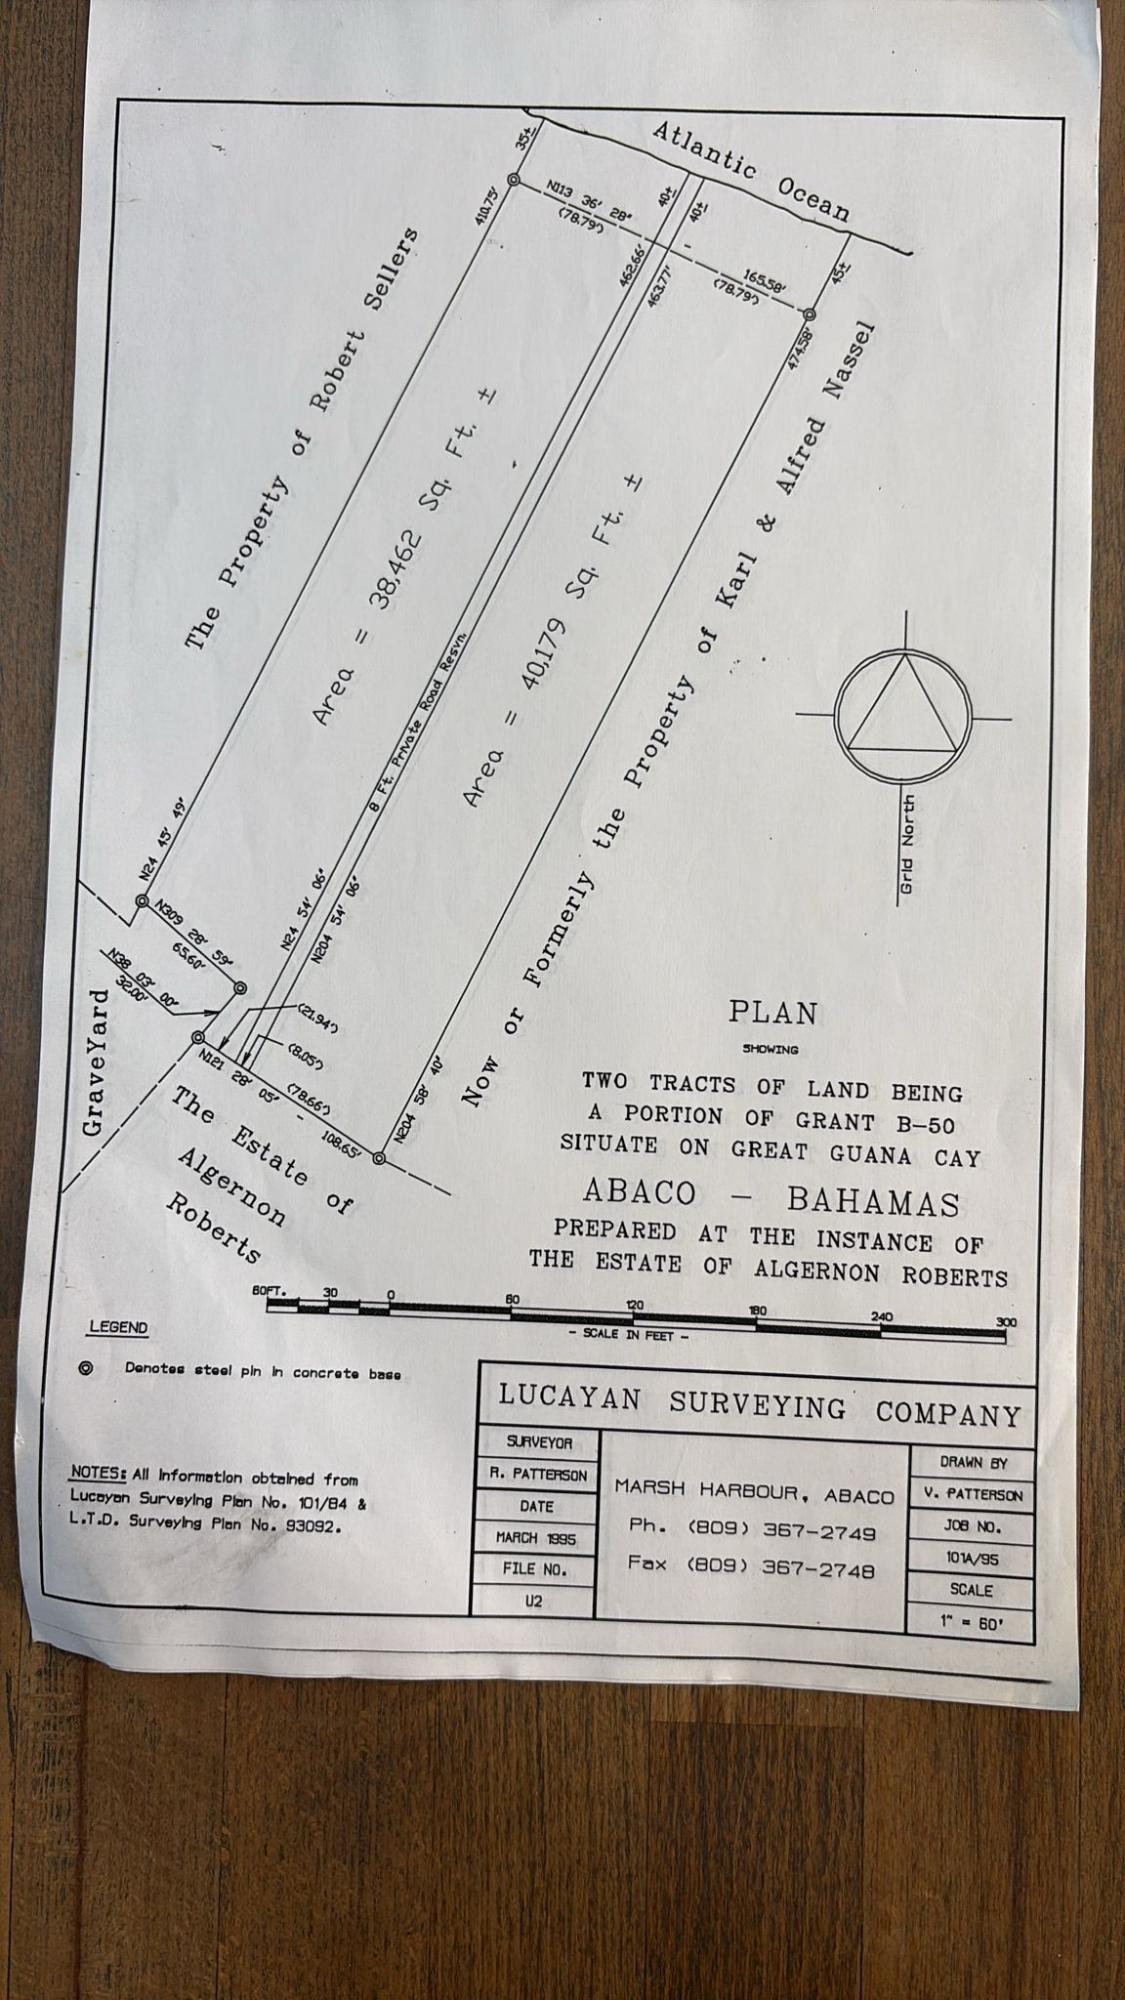 Atlantic Ocean
35±
40±
40±
45±
N113 36' 28"
(78.79')
-
165.58'
(78.79')
410.75'
462.66'
463.77'
474.58'
The Property of Robert Sellers
Area = 38,462 Sq. Ft. ±
8 Ft. Private Road Resvn.
Area = 40,179 Sq. Ft. ±
Now or Formerly the Property of Karl & Alfred Nassel
Grid North
N24 45' 49"
N24 54' 06"
N204 54' 06"
N309 28' 59"
65.60'
N38 03' 00"
32.00'
(21.94')
(8.05')
(78.66')
N121 28' 05" - 108.65'
N204 58' 40"
GraveYard
The Estate of
Algernon
Roberts
PLAN
SHOWING
TWO TRACTS OF LAND BEING
A PORTION OF GRANT B-50
SITUATE ON GREAT GUANA CAY
ABACO - BAHAMAS
PREPARED AT THE INSTANCE OF
THE ESTATE OF ALGERNON ROBERTS
60FT. 30 0 60 120 180 240 300
- SCALE IN FEET -
LEGEND
Denotes steel pin in concrete base
NOTES: All information obtained from
Lucayan Surveying Plan No. 101/84 &
L.T.D. Surveying Plan No. 93092.
LUCAYAN SURVEYING COMPANY
SURVEYOR
R. PATTERSON
DATE
MARCH 1995
FILE NO.
U2
MARSH HARBOUR, ABACO
Ph. (809) 367-2749
Fax (809) 367-2748
DRAWN BY
V. PATTERSON
JOB NO.
101A/95
SCALE
1" = 60'